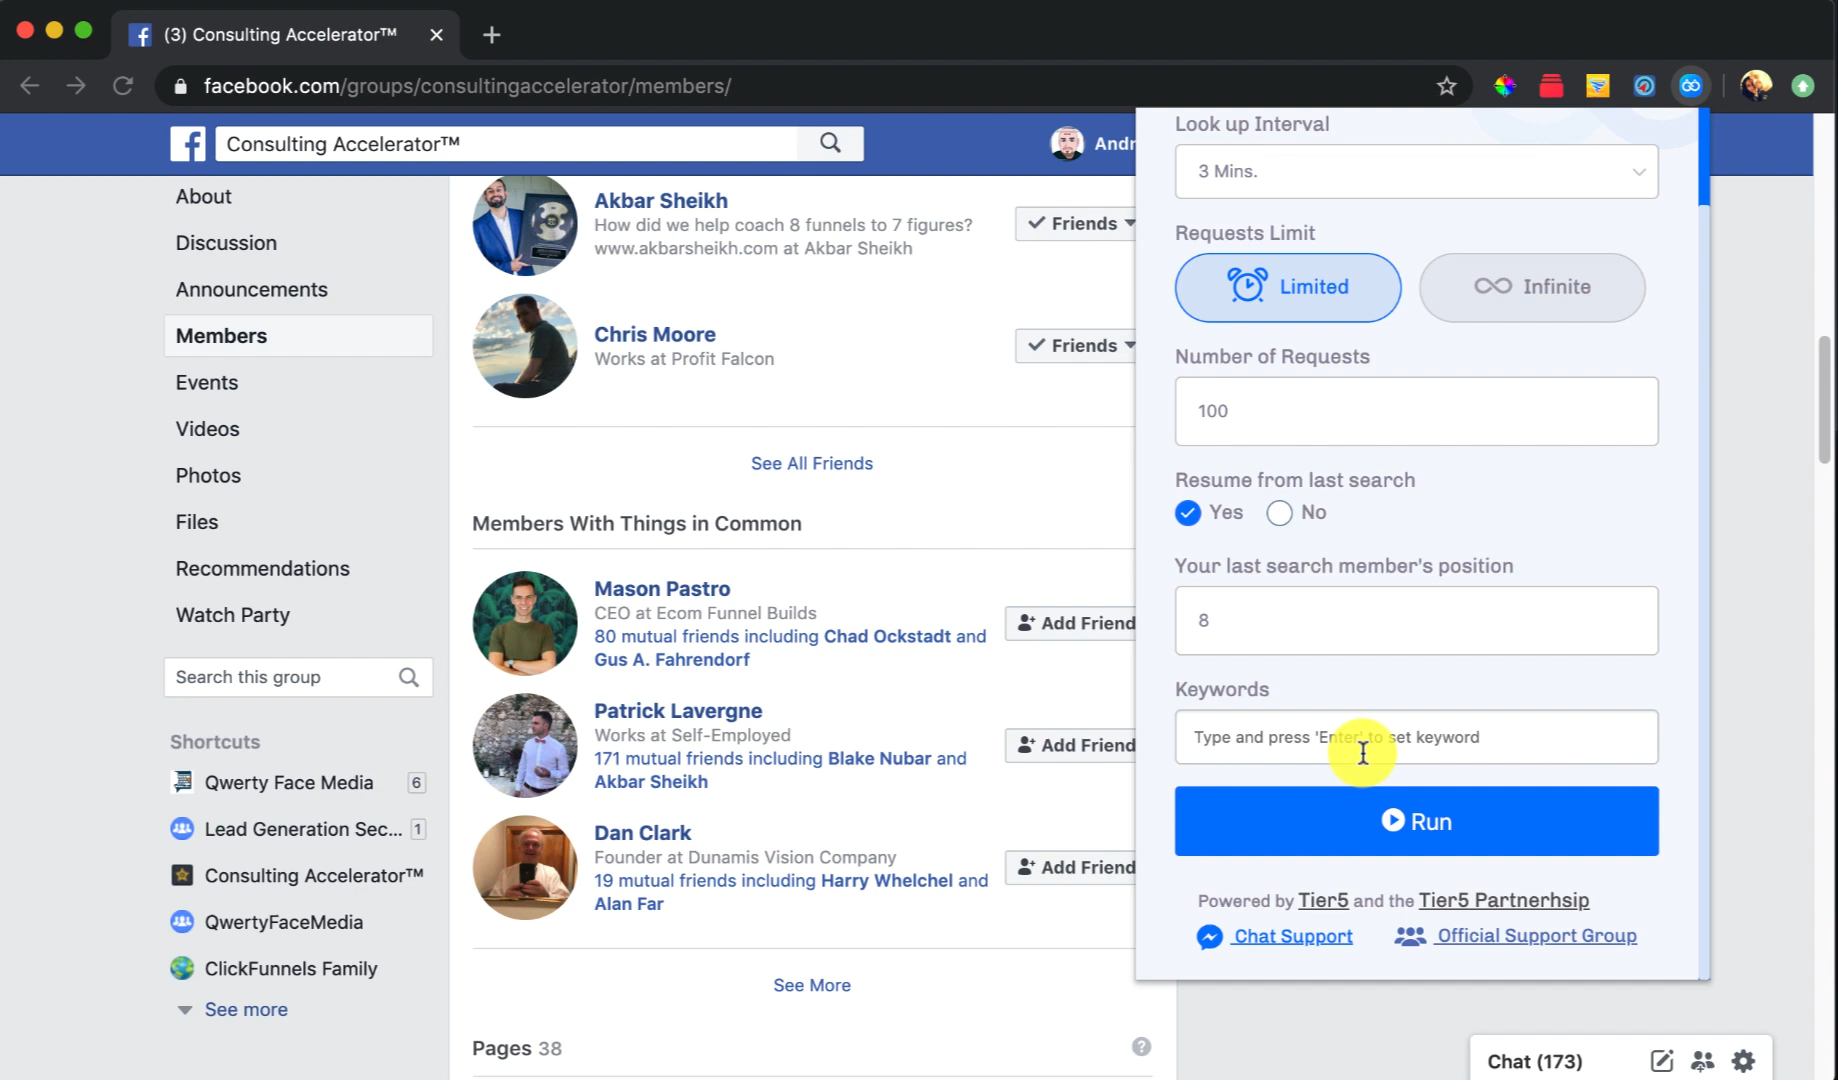 (3) Consulting Accelerator™
facebook.com/groups/consultingaccelerator/members/
Consulting Accelerator™
Andr
About
Discussion
Announcements
Members
Events
Videos
Photos
Files
Recommendations
Watch Party
Search this group
Shortcuts
Qwerty Face Media 6
Lead Generation Sec... 1
Consulting Accelerator™
QwertyFaceMedia
ClickFunnels Family
See more
Akbar Sheikh
How did we help coach 8 funnels to 7 figures?
www.akbarsheikh.com at Akbar Sheikh
Friends
Chris Moore
Works at Profit Falcon
Friends
See All Friends
Members With Things in Common
Mason Pastro
CEO at Ecom Funnel Builds
80 mutual friends including Chad Ockstadt and
Gus A. Fahrendorf
Add Friend
Patrick Lavergne
Works at Self-Employed
171 mutual friends including Blake Nubar and
Akbar Sheikh
Add Friend
Dan Clark
Founder at Dunamis Vision Company
19 mutual friends including Harry Whelchel and
Alan Far
Add Friend
See More
Pages 38
?
Look up Interval
3 Mins.
Requests Limit
Limited
Infinite
Number of Requests
100
Resume from last search
Yes
No
Your last search member's position
8
Keywords
Type and press 'Enter' to set keyword
Run
Powered by Tier5 and the Tier5 Partnerhsip
Chat Support
Official Support Group
Chat (173)